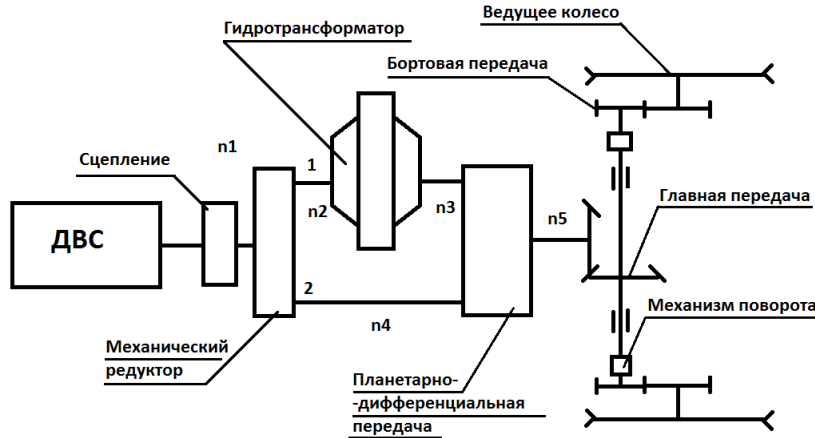 Ведущее колесо
Гидротрансформатор
Бортовая передача
n1
Сцепление
1
n2
n3
n5
Главная передача
ДВС
2
n4
Механизм поворота
Механический
редуктор
Планетарно-
-дифференциальная
передача